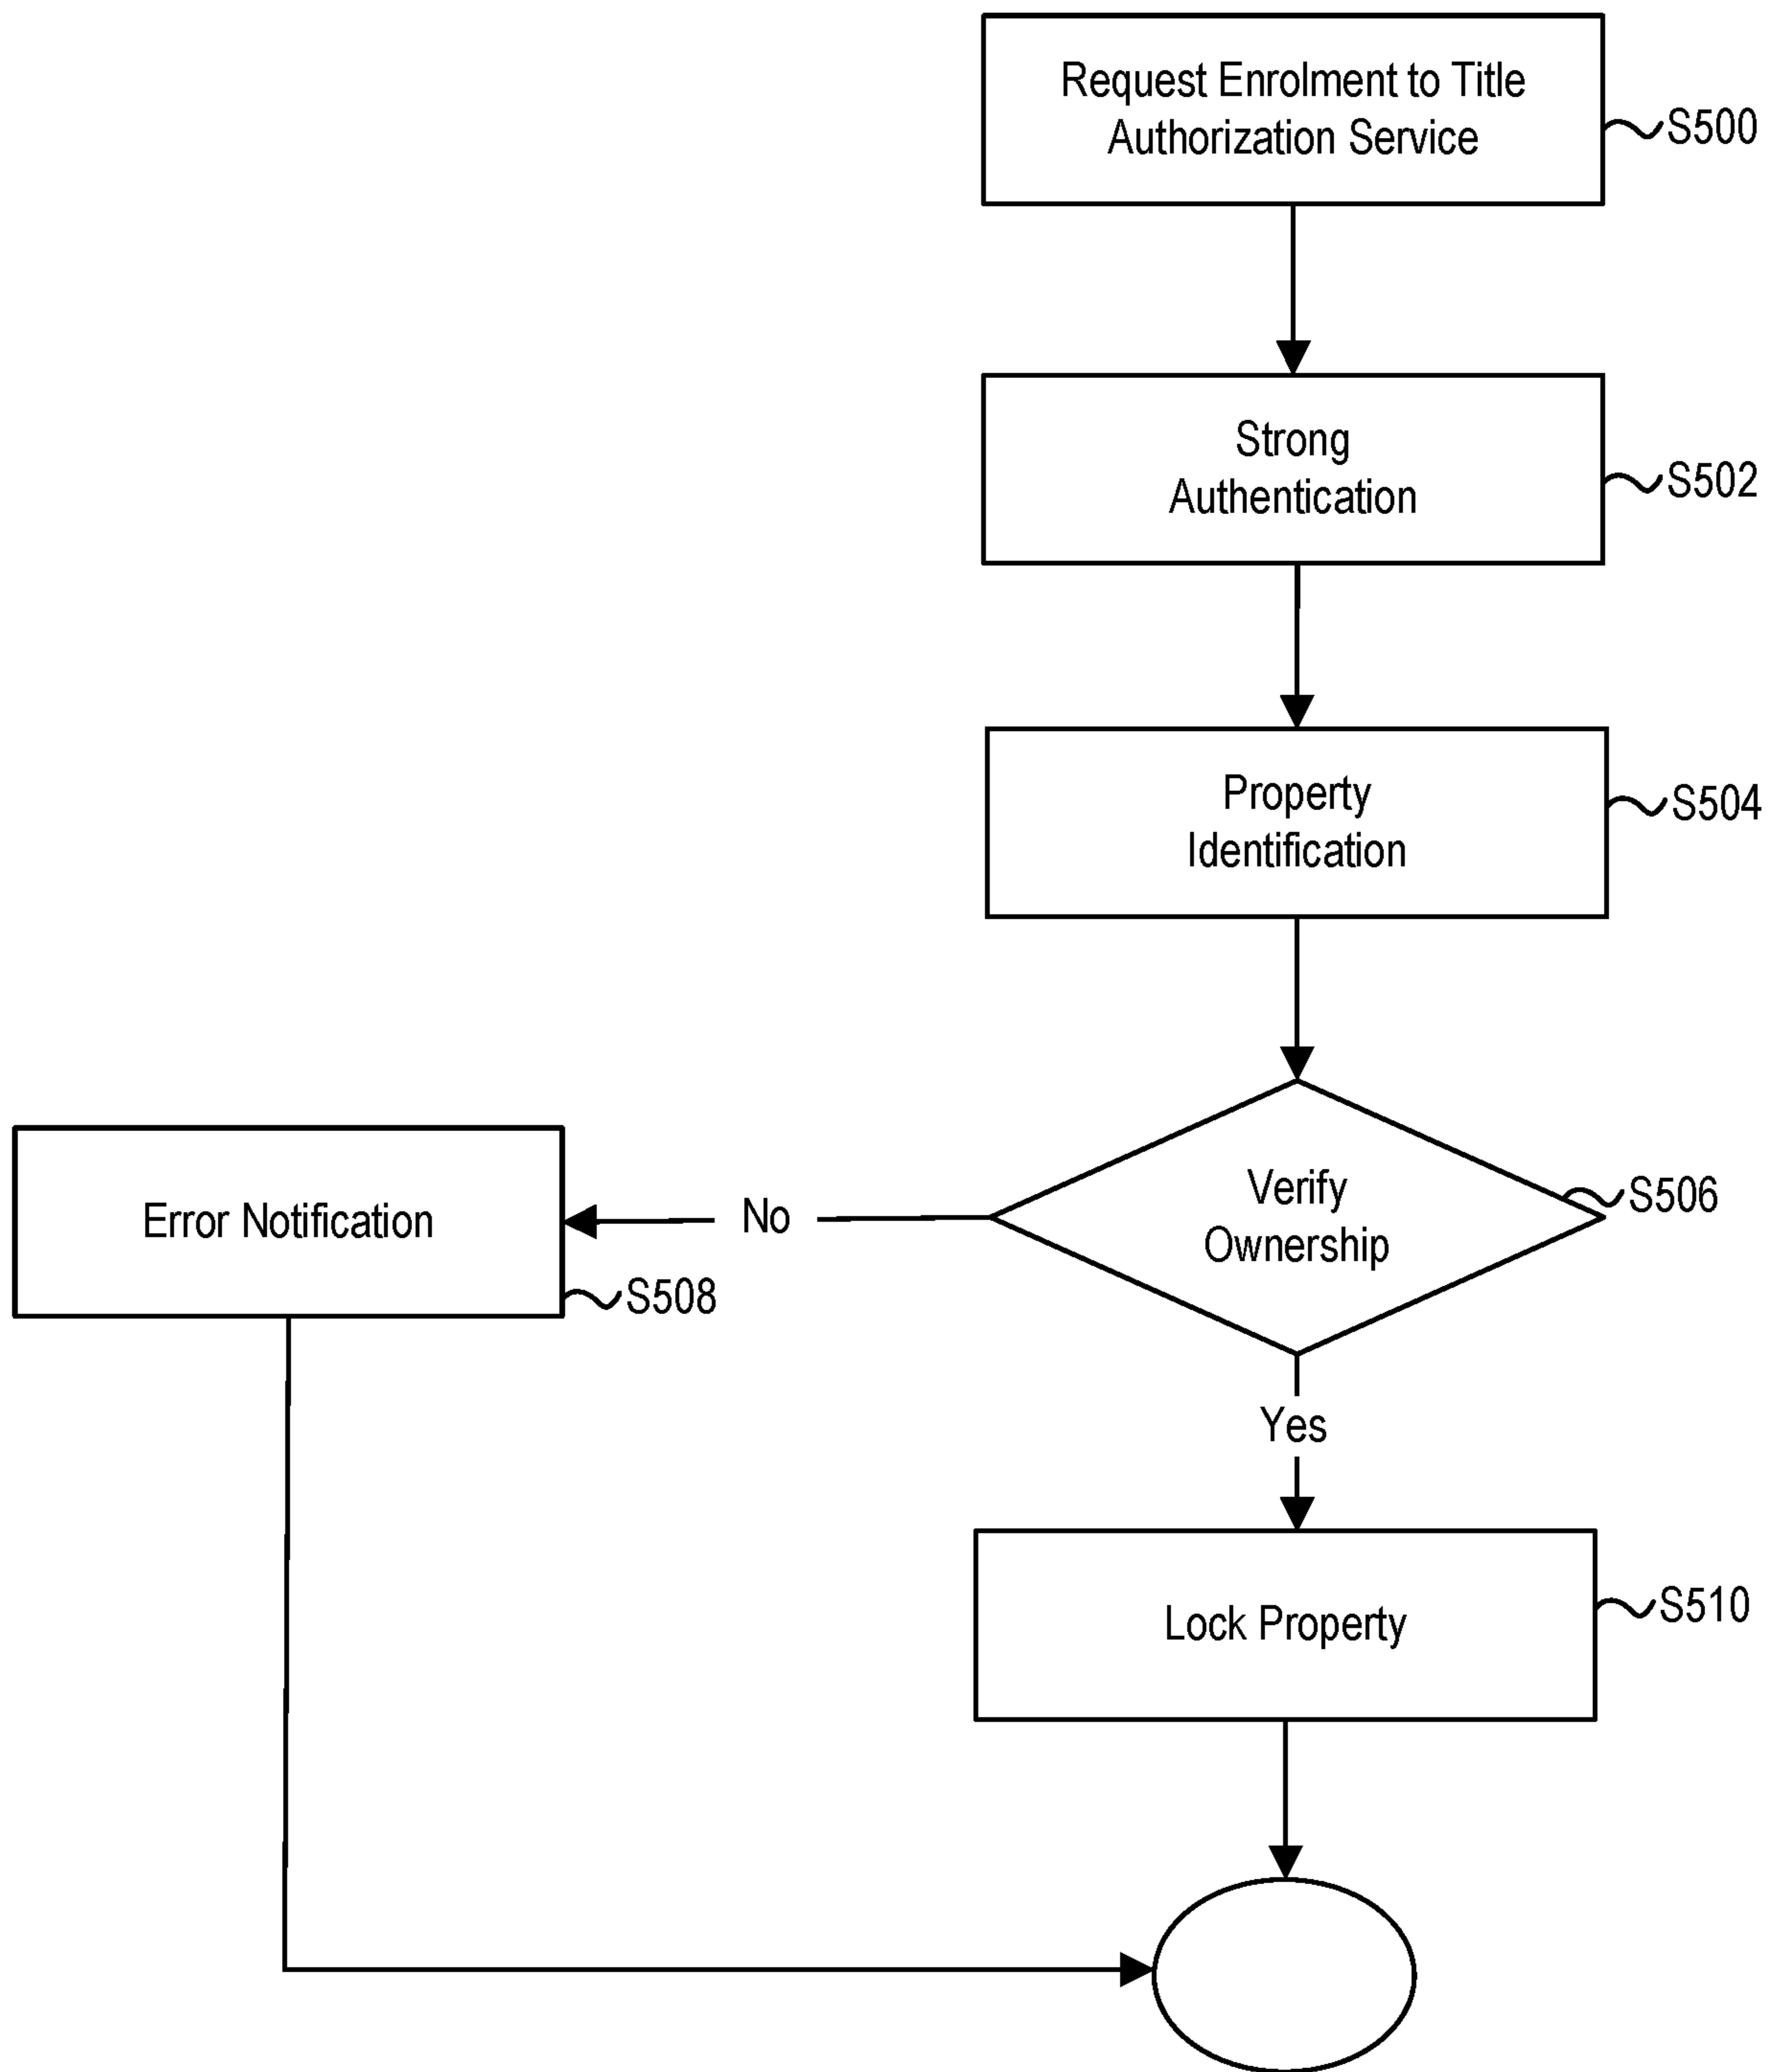 Request Enrolment to Title
Authorization Service
S500
Strong
Authentication
S502
Property
Identification
S504
Verify
Ownership
S506
No
Error Notification
S508
Yes
Lock Property
S510